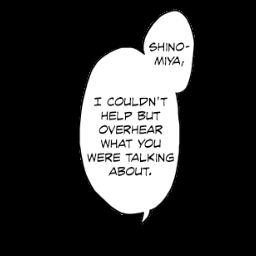 SHINO-
MIYA,
I COULDN'T
HELP BUT
OVERHEAR
WHAT YOU
WERE TALKING
ABOUT.